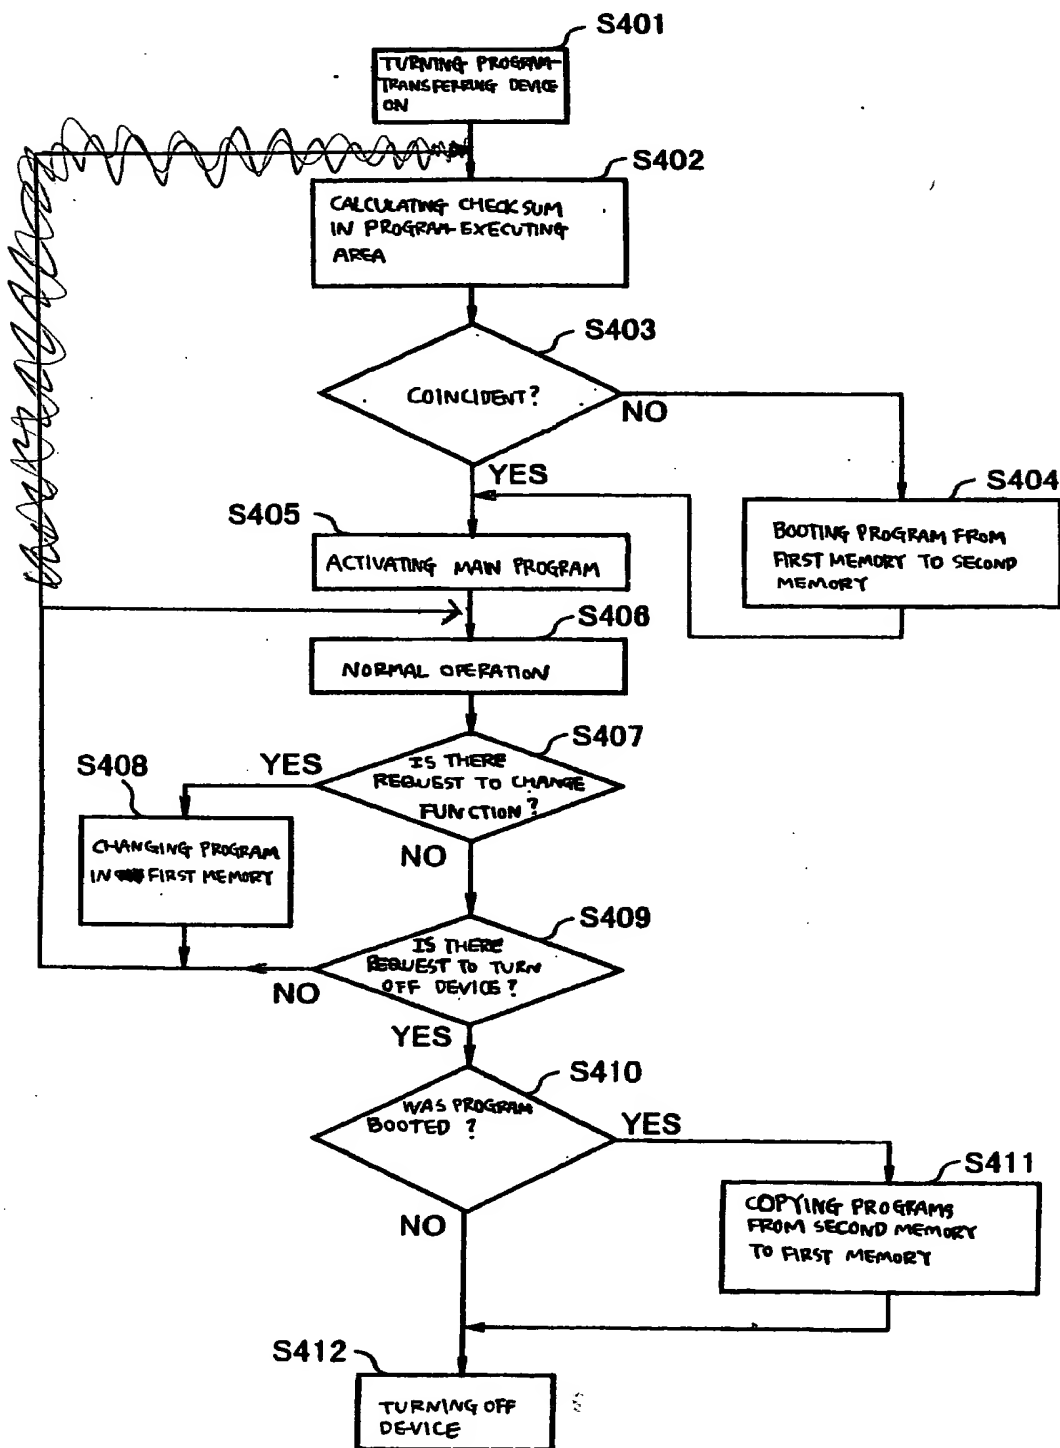 S401
TURNING PROGRAM-
TRANSFERRING DEVICE
ON
S402
CALCULATING CHECK SUM
IN PROGRAM-EXECUTING
AREA
S403
COINCIDENT?
NO
YES
S404
BOOTING PROGRAM FROM
FIRST MEMORY TO SECOND
MEMORY
S405
ACTIVATING MAIN PROGRAM
S406
NORMAL OPERATION
S407
IS THERE
REQUEST TO CHANGE
FUNCTION?
YES
NO
S408
CHANGING PROGRAM
IN FIRST MEMORY
S409
IS THERE
REQUEST TO TURN
OFF DEVICE?
NO
YES
S410
WAS PROGRAM
BOOTED ?
YES
NO
S411
COPYING PROGRAMS
FROM SECOND MEMORY
TO FIRST MEMORY
S412
TURNING OFF
DEVICE